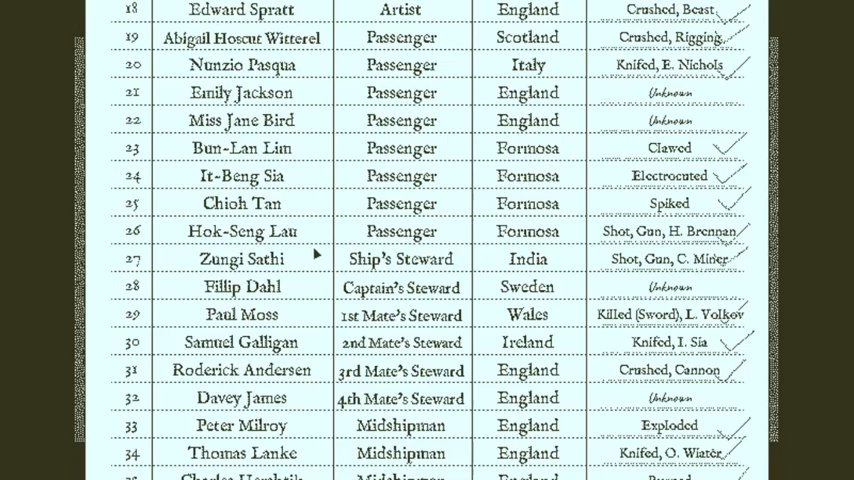 18 Edward Spratt Artist England Crushed, Beast
19 Abigail Hoscut Witterel Passenger Scotland Crushed, Rigging
20 Nunzio Pasqua Passenger Italy Knifed, E. Nichols
21 Emily Jackson Passenger England Unknown
22 Miss Jane Bird Passenger England Unknown
23 Bun-Lan Lim Passenger Formosa Clawed
24 It-Beng Sia Passenger Formosa Electrocuted
25 Chioh Tan Passenger Formosa Spiked
26 Hok-Seng Lau Passenger Formosa Shot, Gun, H. Brennan
27 Zungi Sathi Ship's Steward India Shot, Gun, C. Miner
28 Fillip Dahl Captain's Steward Sweden Unknown
29 Paul Moss 1st Mate's Steward Wales Killed (Sword), L. Volkov
30 Samuel Galligan 2nd Mate's Steward Ireland Knifed, I. Sia
31 Roderick Andersen 3rd Mate's Steward England Crushed, Cannon
32 Davey James 4th Mate's Steward England Unknown
33 Peter Milroy Midshipman England Exploded
34 Thomas Lanke Midshipman England Knifed, O. Wiater
Midshipman England